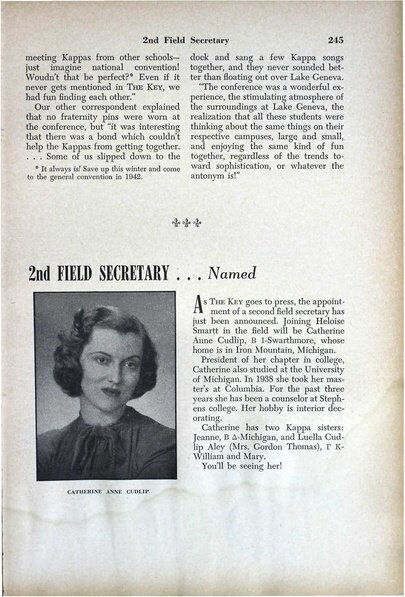 2nd Field Secretary 245
meeting Kappas from other schools—
just imagine national convention!
Woudn't that be perfect?* Even if it
never gets mentioned in THE KEY, we
had fun finding each other."
Our other correspondent explained
that no fraternity pins were worn at
the conference, but "it was interesting
that there was a bond which couldn't
help the Kappas from getting together.
. . . Some of us slipped down to the
* It always is! Save up this winter and come
to the general convention in 1942.
dock and sang a few Kappa songs
together, and they never sounded bet-
ter than floating out over Lake Geneva.
"The conference was a wonderful ex-
perience, the stimulating atmosphere of
the surroundings at Lake Geneva, the
realization that all these students were
thinking about the same things on their
respective campuses, large and small,
and enjoying the same kind of fun
together, regardless of the trends to-
ward sophistication, or whatever the
antonym is!"
2nd FIELD SECRETARY . . . Named
As THE KEY goes to press, the appoint-
ment of a second field secretary has
just been announced. Joining Heloise
Smartt in the field will be Catherine
Anne Cudlip, B I-Swarthmore, whose
home is in Iron Mountain, Michigan.
President of her chapter in college,
Catherine also studied at the University
of Michigan. In 1938 she took her mas-
ter's at Columbia. For the past three
years she has been a counselor at Steph-
ens college. Her hobby is interior dec-
orating.
Catherine has two Kappa sisters:
Jeanne, B Δ-Michigan, and Luella Cud-
lip Aley (Mrs. Gordon Thomas), Γ K-
William and Mary.
You'll be seeing her!
CATHERINE ANNE CUDLIP